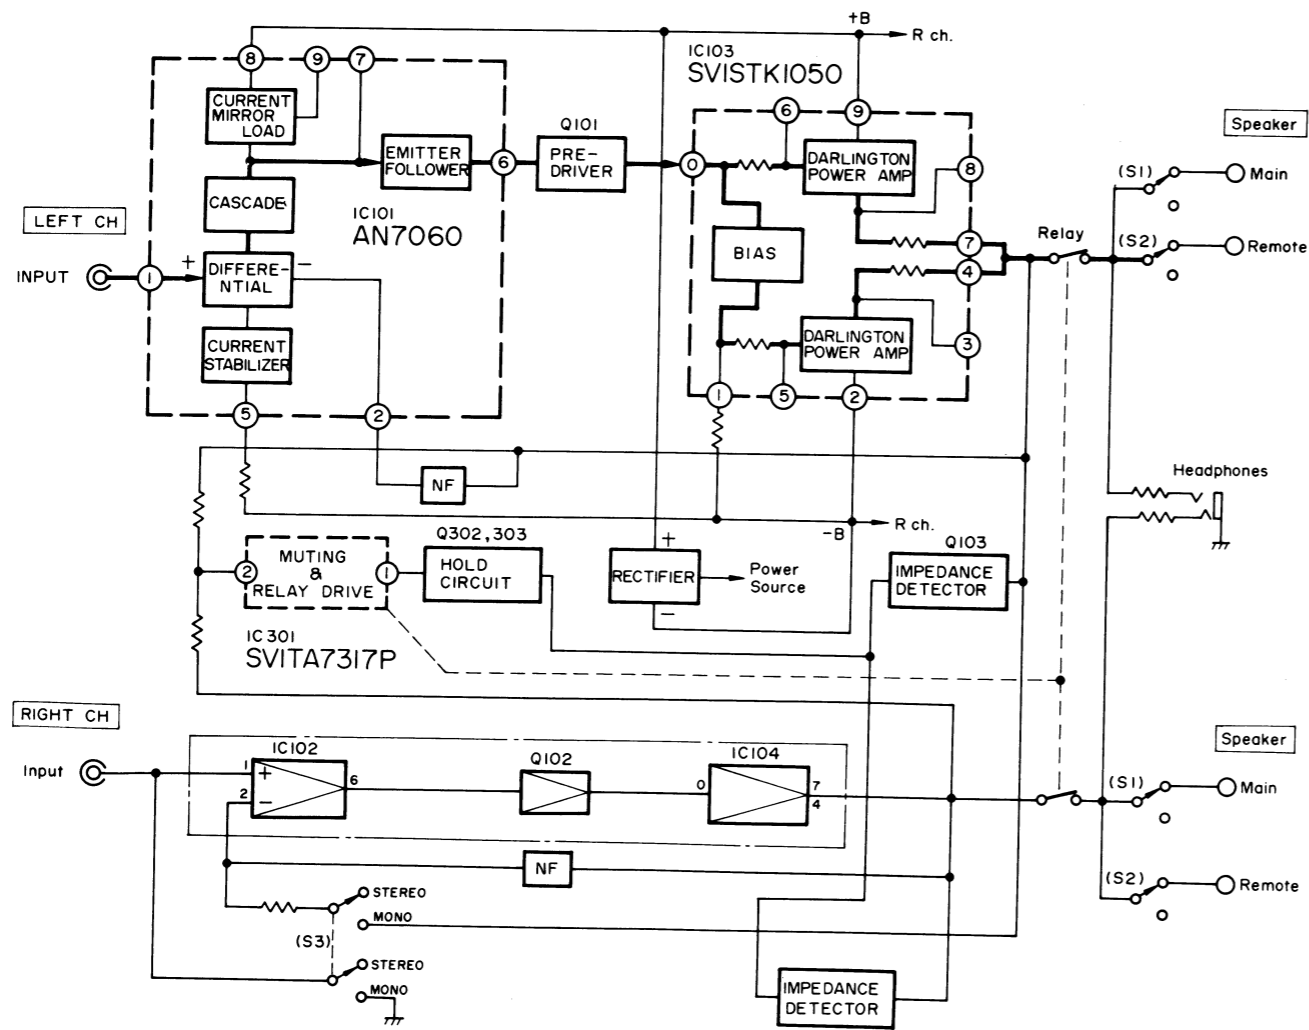 +B
R ch.
IC103
SVISTK1050
8
9
7
6
9
CURRENT
MIRROR
LOAD
Q101
Speaker
EMITTER
FOLLOWER
6
PRE-
DRIVER
0
DARLINGTON
POWER AMP
8
(S1)
Main
CASCADE
IC101
AN7060
LEFT CH
BIAS
7
Relay
(S2)
Remote
INPUT
1
+
DIFFERE-
NTIAL
−
4
CURRENT
STABILIZER
DARLINGTON
POWER AMP
3
5
2
1
5
2
NF
Headphones
−B
R ch.
Q302,303
Q103
2
MUTING
&
RELAY DRIVE
1
HOLD
CIRCUIT
+
RECTIFIER
−
Power
Source
IMPEDANCE
DETECTOR
IC301
SVITA7317P
RIGHT CH
Speaker
Input
IC102
Q102
IC104
1
+
2
−
6
0
7
4
(S1)
Main
NF
(S2)
Remote
STEREO
MONO
(S3)
STEREO
MONO
IMPEDANCE
DETECTOR